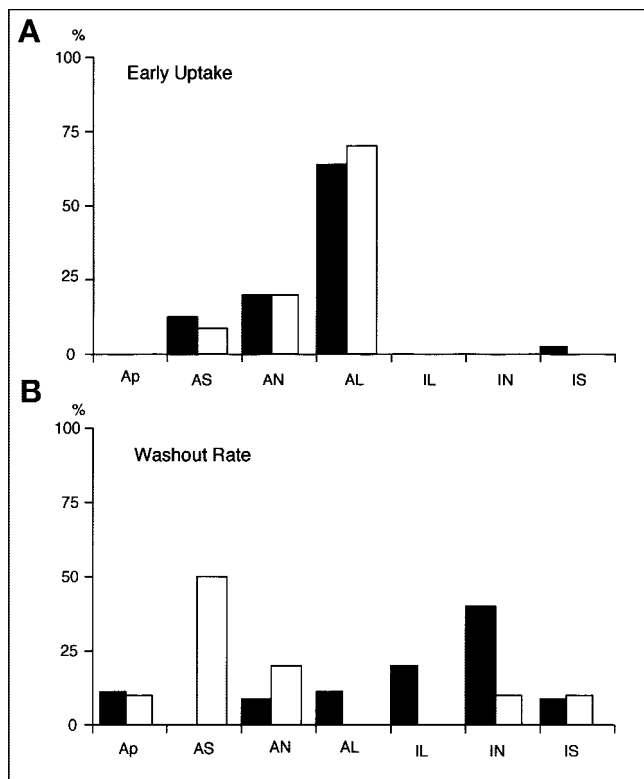 A
%
Early Uptake
100
75
50
25
0
Ap AS AN AL IL IN IS
B
%
Washout Rate
100
75
50
25
0
Ap AS AN AL IL IN IS